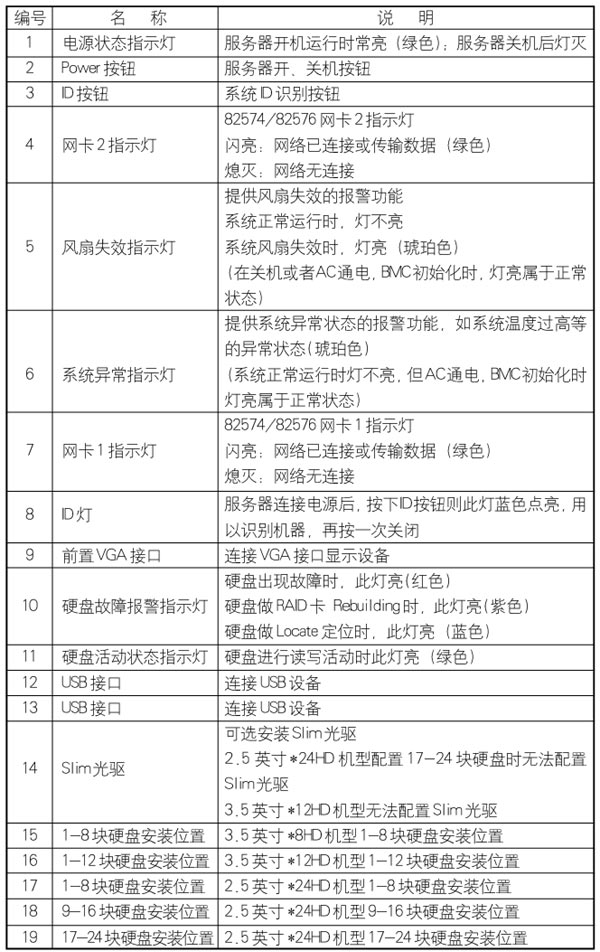 编号 名称 说明
1 电源状态指示灯 服务器开机运行时常亮（绿色）；服务器关机后灯灭
2 Power 按钮 服务器开、关机按钮
3 ID 按钮 系统 ID 识别按钮
4 网卡 2 指示灯 82574/82576 网卡 2 指示灯
闪亮：网络已连接或传输数据（绿色）
熄灭：网络无连接
5 风扇失效指示灯 提供风扇失效的报警功能
系统正常运行时，灯不亮
系统风扇失效时，灯亮（琥珀色）
(在关机或者AC通电，BMC初始化时，灯亮属于正常
状态)
6 系统异常指示灯 提供系统异常状态的报警功能，如系统温度过高等
的异常状态(琥珀色)
(系统正常运行时灯不亮，但AC通电，BMC初始化时
灯亮属于正常状态)
7 网卡 1 指示灯 82574/82576 网卡 1 指示灯
闪亮：网络已连接或传输数据（绿色）
熄灭：网络无连接
8 ID 灯 服务器连接电源后，按下ID按钮则此灯蓝色点亮，用
以识别机器，再按一次关闭
9 前置 VGA 接口 连接 VGA 接口显示设备
10 硬盘故障报警指示灯 硬盘出现故障时，此灯亮(红色)
硬盘做 RAID 卡 Rebuilding 时，此灯亮(紫色)
硬盘做 Locate 定位时，此灯亮（蓝色）
11 硬盘活动状态指示灯 硬盘进行读写活动时此灯亮（绿色）
12 USB 接口 连接 USB 设备
13 USB 接口 连接 USB 设备
14 Slim 光驱 可选安装 Slim 光驱
2.5 英寸 *24HD 机型配置 17-24 块硬盘时无法配置
Slim 光驱
3.5 英寸 *12HD 机型无法配置 Slim 光驱
15 1-8 块硬盘安装位置 3.5 英寸 *8HD 机型 1-8 块硬盘安装位置
16 1-12 块硬盘安装位置 3.5 英寸 *12HD 机型 1-12 块硬盘安装位置
17 1-8 块硬盘安装位置 2.5 英寸 *24HD 机型 1-8 块硬盘安装位置
18 9-16 块硬盘安装位置 2.5 英寸 *24HD 机型 9-16 块硬盘安装位置
19 17-24 块硬盘安装位置 2.5 英寸 *24HD 机型 17-24 块硬盘安装位置